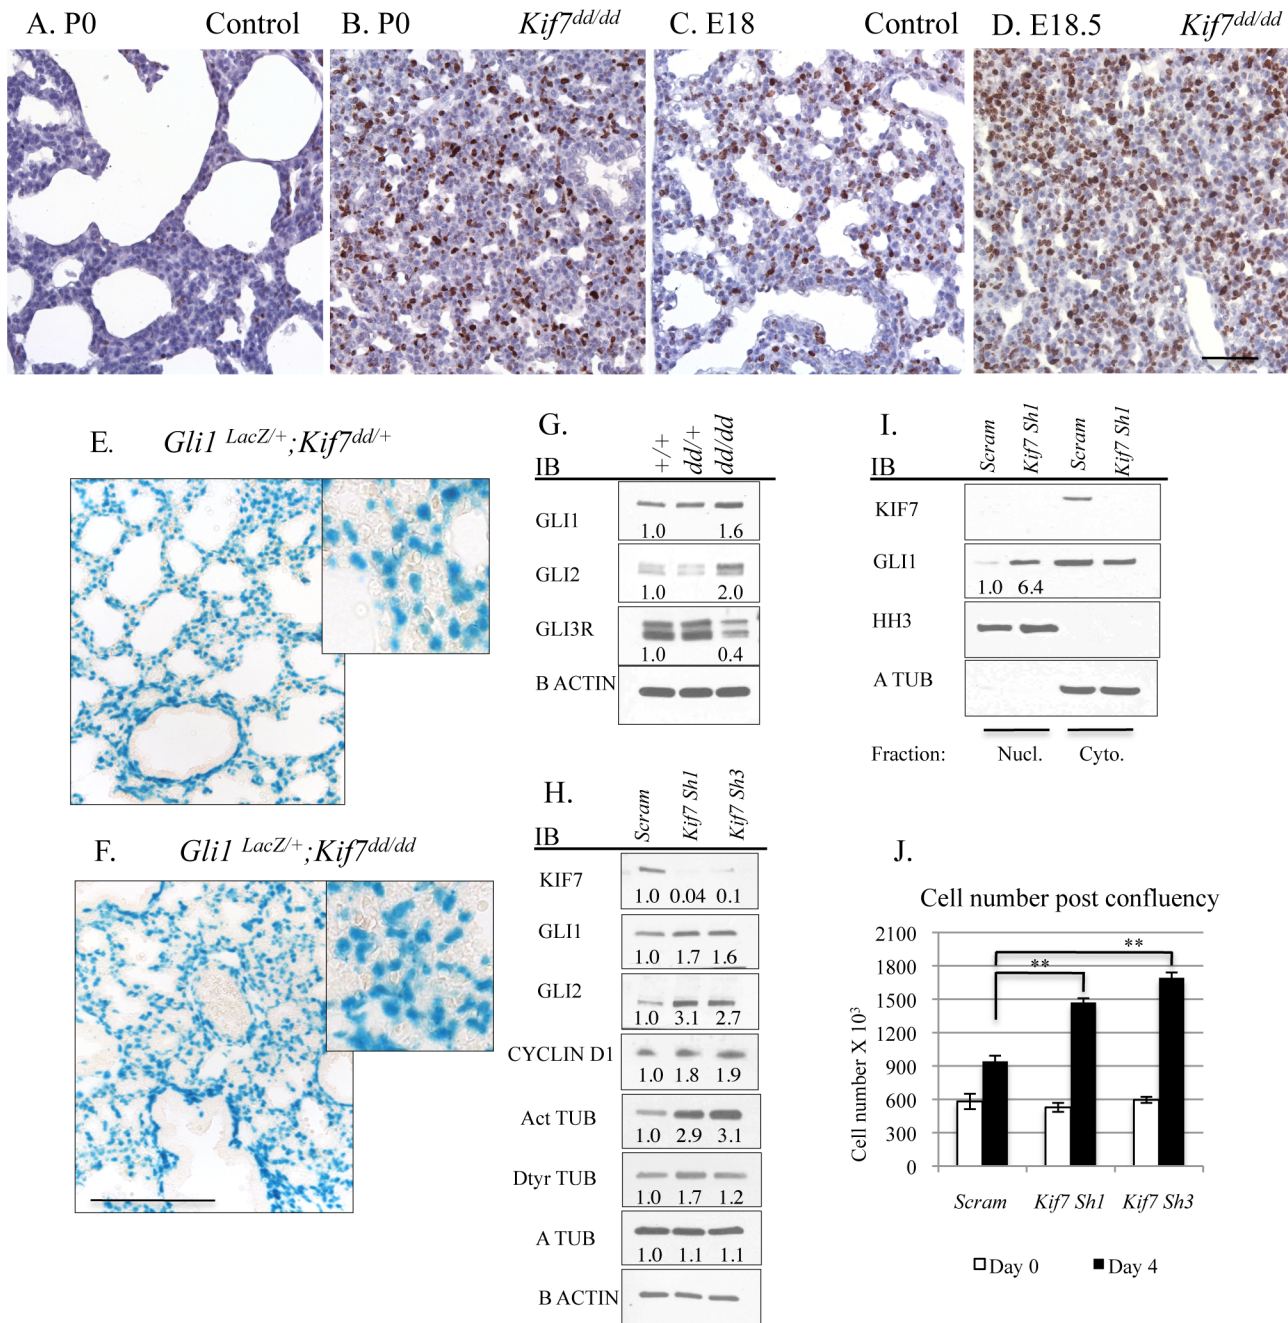 A. P0 Control B. P0 Kif7dd/dd C. E18 Control D. E18.5 Kif7dd/dd
E. Gli1 LacZ/+;Kif7dd/+
F. Gli1 LacZ/+;Kif7dd/dd
G.
+/+ dd/+ dd/dd
IB
GLI1
1.0 1.6
GLI2
1.0 2.0
GLI3R
1.0 0.4
B ACTIN
H.
Scram Kif7 Sh1 Kif7 Sh3
IB
KIF7
1.0 0.04 0.1
GLI1
1.0 1.7 1.6
GLI2
1.0 3.1 2.7
CYCLIN D1
1.0 1.8 1.9
Act TUB
1.0 2.9 3.1
Dtyr TUB
1.0 1.7 1.2
A TUB
1.0 1.1 1.1
B ACTIN
I.
Scram Kif7 Sh1 Scram Kif7 Sh1
IB
KIF7
GLI1
1.0 6.4
HH3
A TUB
Fraction: Nucl. Cyto.
J.
Cell number post confluency
Cell number X 10³
2100
1800
1500
1200
900
600
300
0
** **
Scram Kif7 Sh1 Kif7 Sh3
Day 0 Day 4